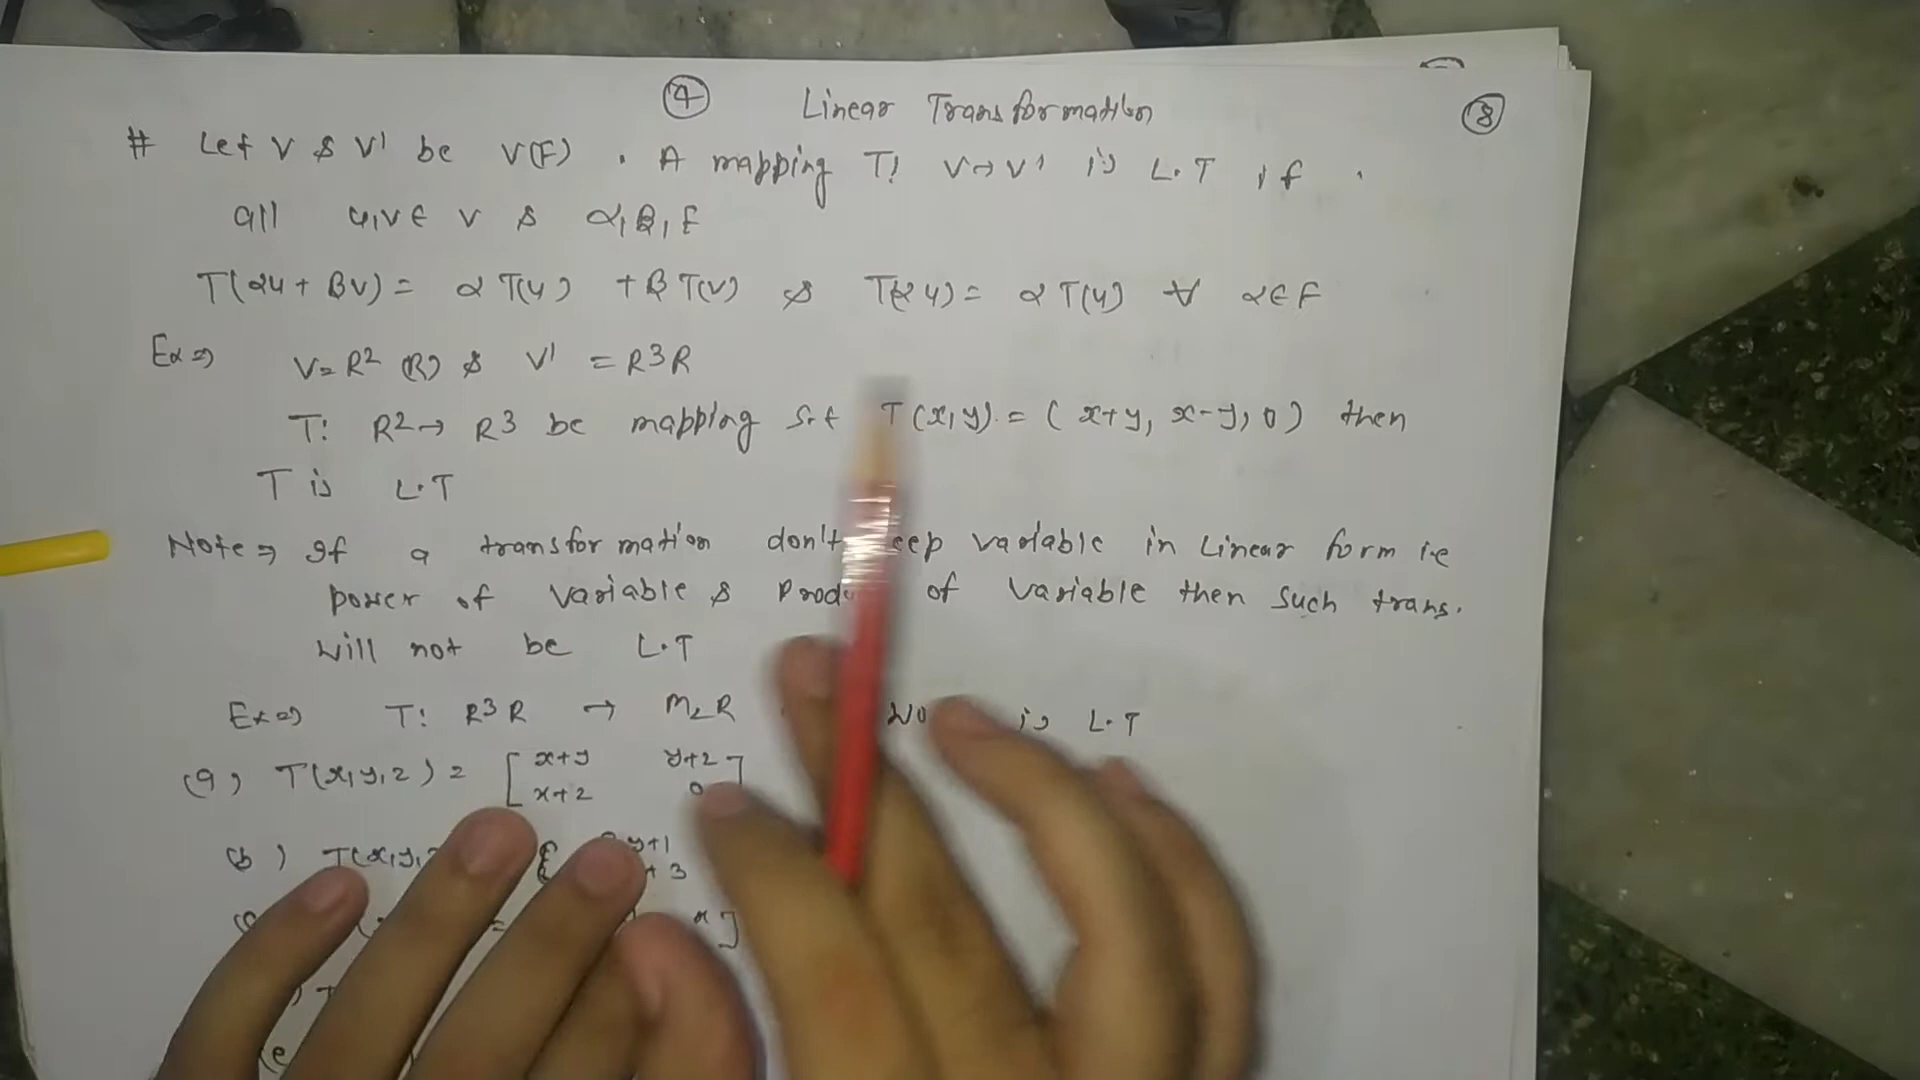 ④ Linear Transformation ⑧
# Let V & V' be V(F) . A mapping T: V→V' is L.T if
all u,v ∈ V & α,β, F
T(αu + βv) = α T(u) + β T(v) & T(αu) = α T(u) ∀ α∈F
Ex⇒ V=R² (R) & V' = R³R
T: R²→ R³ be mapping s.t T(x,y) = (x+y, x-y, 0) then
T is L.T
Note⇒ If a transformation don't variable in Linear form i.e
power of variable & of variable then such trans.
will not be L.T
Ex⇒ T: R³R → M₂R is L.T
(a) T(x,y,z) = [ x+y y+z
x+z 0 ]
(b) T(x,y, y+1
+3
x ]
(e